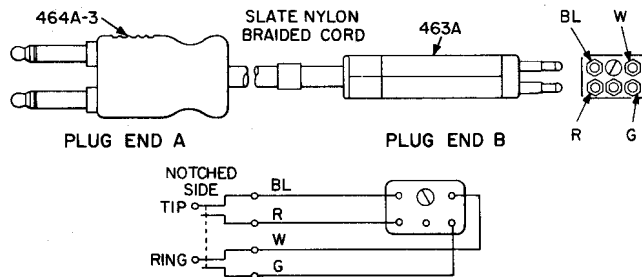 464A-3
SLATE NYLON
BRAIDED CORD
463A
BL
W
R
G
PLUG END A
PLUG END B
NOTCHED
SIDE
TIP
RING
BL
R
W
G